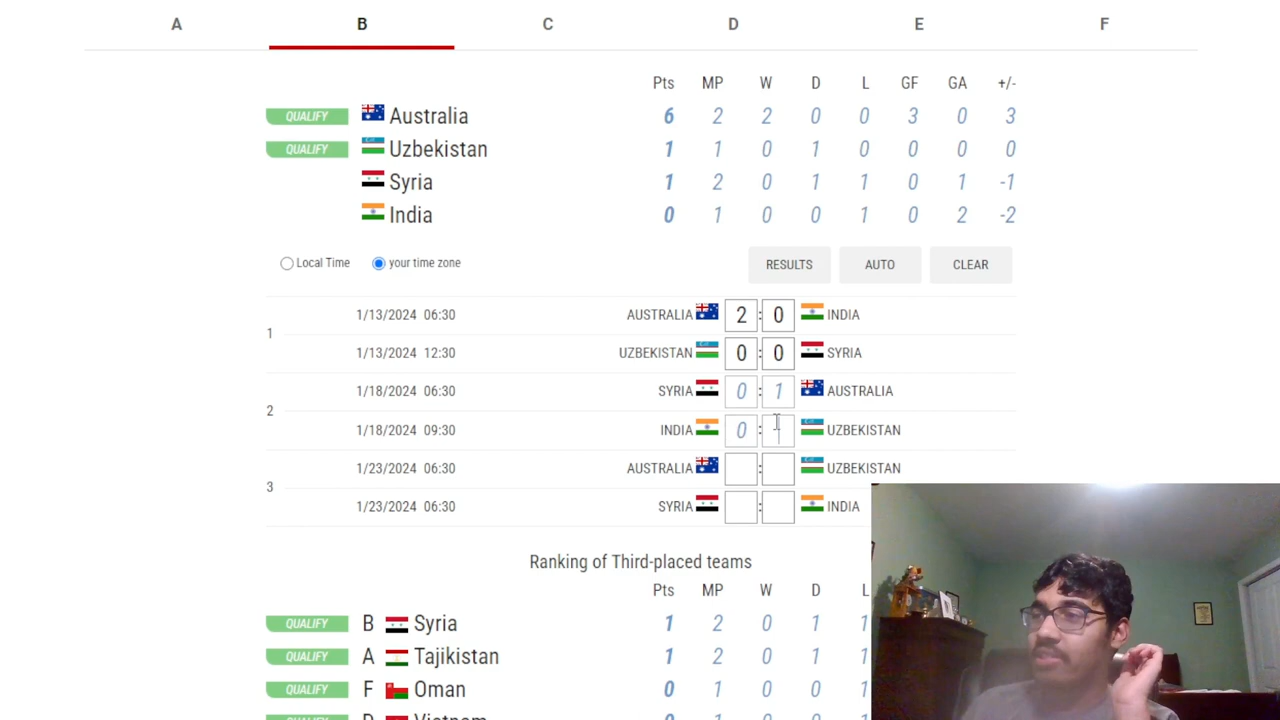 A B C D E F
Pts MP W D L GF GA +/-
QUALIFY Australia 6 2 2 0 0 3 0 3
QUALIFY Uzbekistan 1 1 0 1 0 0 0 0
Syria 1 2 0 1 1 0 1 -1
India 0 1 0 0 1 0 2 -2
Local Time your time zone RESULTS AUTO CLEAR
1/13/2024 06:30 AUSTRALIA 2 : 0 INDIA
1
1/13/2024 12:30 UZBEKISTAN 0 : 0 SYRIA
1/18/2024 06:30 SYRIA 0 : 1 AUSTRALIA
2
1/18/2024 09:30 INDIA 0 : UZBEKISTAN
1/23/2024 06:30 AUSTRALIA : UZBEKISTAN
3
1/23/2024 06:30 SYRIA : INDIA
Ranking of Third-placed teams
Pts MP W D L
QUALIFY B Syria 1 2 0 1 1
QUALIFY A Tajikistan 1 2 0 1 1
QUALIFY F Oman 0 1 0 0 1
Vietnam